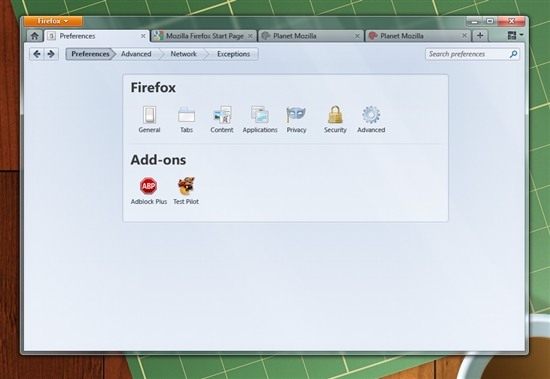 Firefox
Preferences Mozilla Firefox Start Page Planet Mozilla Planet Mozilla
Preferences Advanced Network Exceptions Search preferences
Firefox
General Tabs Content Applications Privacy Security Advanced
Add-ons
ABP
Adblock Plus Test Pilot